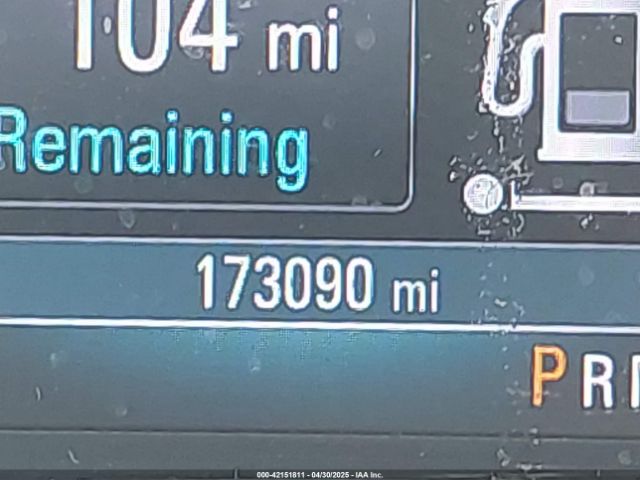 104 mi
Remaining
173090 mi
P R
000-42151811 - 04/30/2025 - IAA Inc.